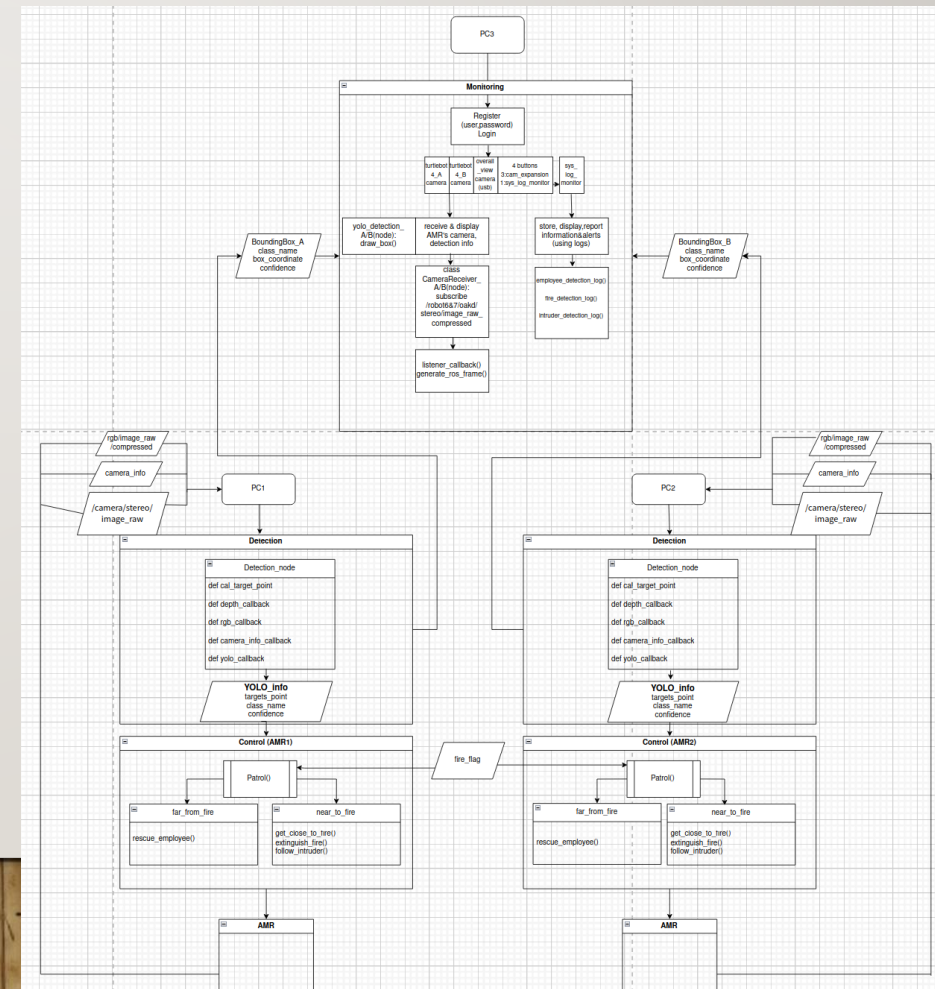 PC3
Monitoring
Register
(user,password)
Login
turtlebot
4_A
camera
turtlebot
4_B
camera
overall
_view
camera
(usb)
4 buttons
3:cam_expansion
1:sys_log_monitor
sys_
log_
monitor
yolo_detection_
A/B(node):
draw_box()
receive & display
AMR's camera,
detection info
store, display,report
information&alerts
(using logs)
BoundingBox_A
class_name
box_coordinate
confidence
BoundingBox_B
class_name
box_coordinate
confidence
class
CameraReceiver_
A/B(node):
subscribe
/robot6&7/oakd/
stereo/image_raw_
compressed
employee_detection_log()
fire_detection_log()
intruder_detection_log()
listener_callback()
generate_ros_frame()
rgb/image_raw
/compressed
camera_info
/camera/stereo/
image_raw
PC1
PC2
rgb/image_raw
/compressed
camera_info
/camera/stereo/
image_raw
Detection
Detection_node
def cal_target_point
def depth_callback
def rgb_callback
def camera_info_callback
def yolo_callback
YOLO_info
targets_point
class_name
confidence
Detection
Detection_node
def cal_target_point
def depth_callback
def rgb_callback
def camera_info_callback
def yolo_callback
YOLO_info
targets_point
class_name
confidence
Control (AMR1)
Patrol()
far_from_fire
rescue_employee()
near_to_fire
get_close_to_fire()
extinguish_fire()
follow_intruder()
fire_flag
Control (AMR2)
Patrol()
far_from_fire
rescue_employee()
near_to_fire
get_close_to_fire()
extinguish_fire()
follow_intruder()
AMR
AMR